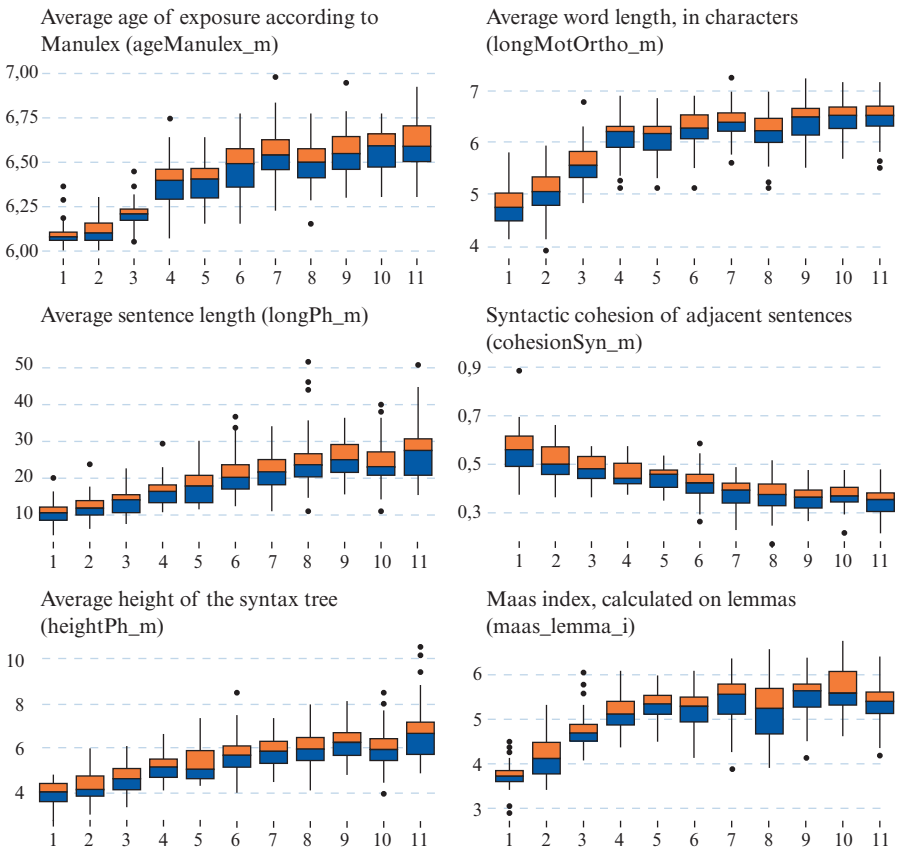 Average age of exposure according to
Manulex (ageManulex_m)
7,00
6,75
6,50
6,25
6,00
1 2 3 4 5 6 7 8 9 10 11
Average word length, in characters
(longMotOrtho_m)
7
6
5
4
1 2 3 4 5 6 7 8 9 10 11
Average sentence length (longPh_m)
50
40
30
20
10
1 2 3 4 5 6 7 8 9 10 11
Syntactic cohesion of adjacent sentences
(cohesionSyn_m)
0,9
0,7
0,5
0,3
1 2 3 4 5 6 7 8 9 10 11
Average height of the syntax tree
(heightPh_m)
10
8
6
4
1 2 3 4 5 6 7 8 9 10 11
Maas index, calculated on lemmas
(maas_lemma_i)
6
5
4
3
1 2 3 4 5 6 7 8 9 10 11